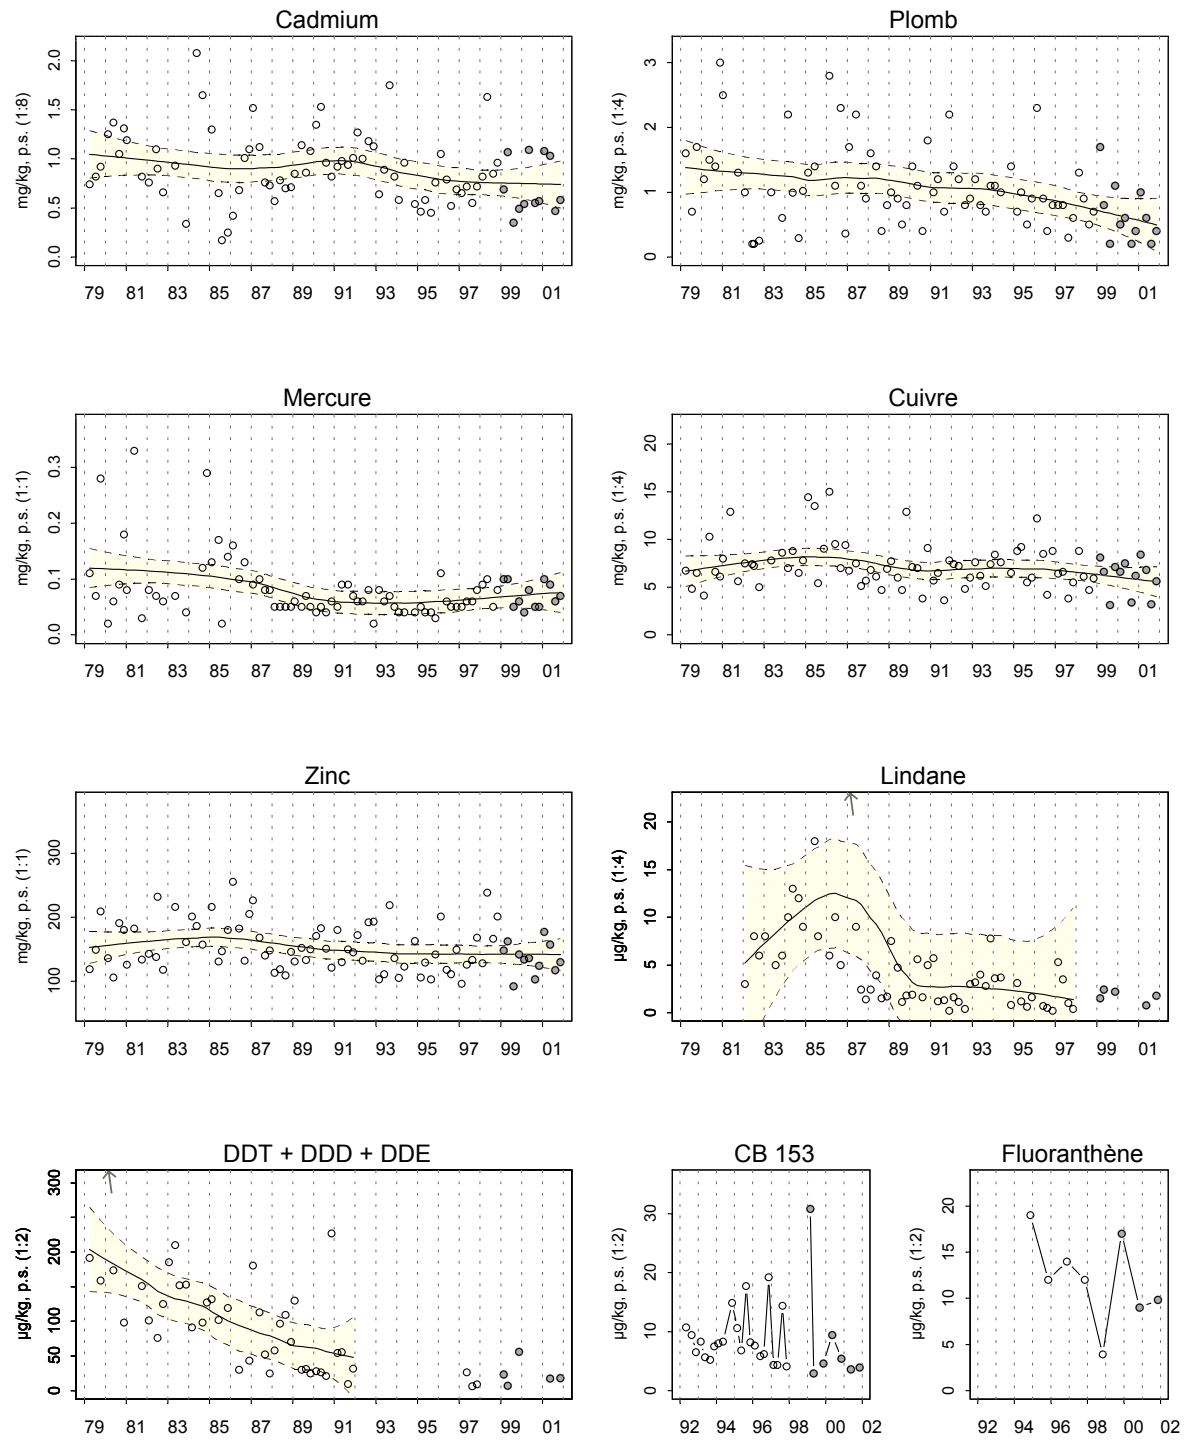 Cadmium
mg/kg, p.s. (1:8)
0.0 0.5 1.0 1.5 2.0
79 81 83 85 87 89 91 93 95 97 99 01
Plomb
mg/kg, p.s. (1:4)
0 1 2 3
79 81 83 85 87 89 91 93 95 97 99 01
Mercure
mg/kg, p.s. (1:1)
0.0 0.1 0.2 0.3
79 81 83 85 87 89 91 93 95 97 99 01
Cuivre
mg/kg, p.s. (1:4)
0 5 10 15 20
79 81 83 85 87 89 91 93 95 97 99 01
Zinc
mg/kg, p.s. (1:1)
100 200 300
79 81 83 85 87 89 91 93 95 97 99 01
Lindane
µg/kg, p.s. (1:4)
0 5 10 15 20
79 81 83 85 87 89 91 93 95 97 99 01
DDT + DDD + DDE
µg/kg, p.s. (1:2)
0 50 100 200 300
79 81 83 85 87 89 91 93 95 97 99 01
CB 153
µg/kg, p.s. (1:2)
0 10 20 30
92 94 96 98 00 02
Fluoranthène
µg/kg, p.s. (1:2)
0 5 10 15 20
92 94 96 98 00 02